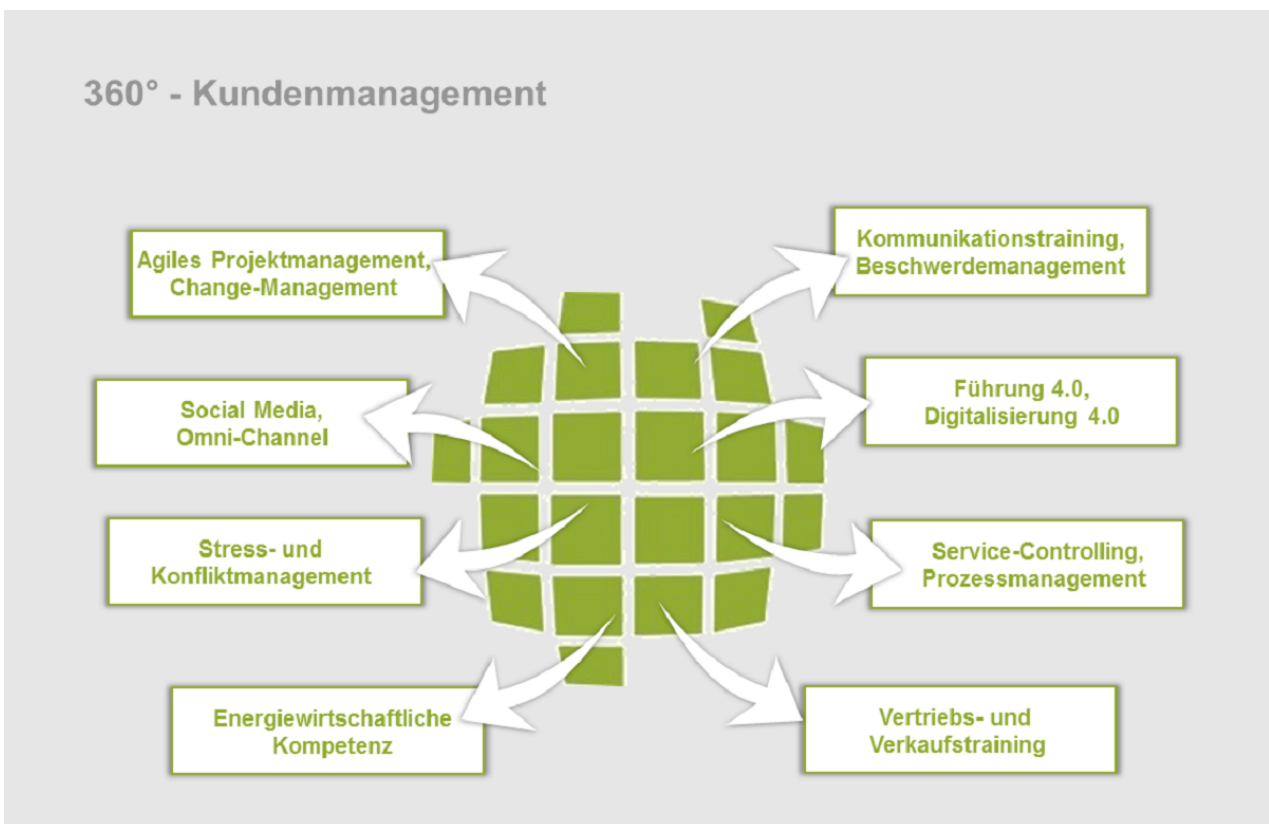 360° - Kundenmanagement
Agiles Projektmanagement,
Change-Management
Kommunikationstraining,
Beschwerdemanagement
Social Media,
Omni-Channel
Führung 4.0,
Digitalisierung 4.0
Stress- und
Konfliktmanagement
Service-Controlling,
Prozessmanagement
Energiewirtschaftliche
Kompetenz
Vertriebs- und
Verkaufstraining